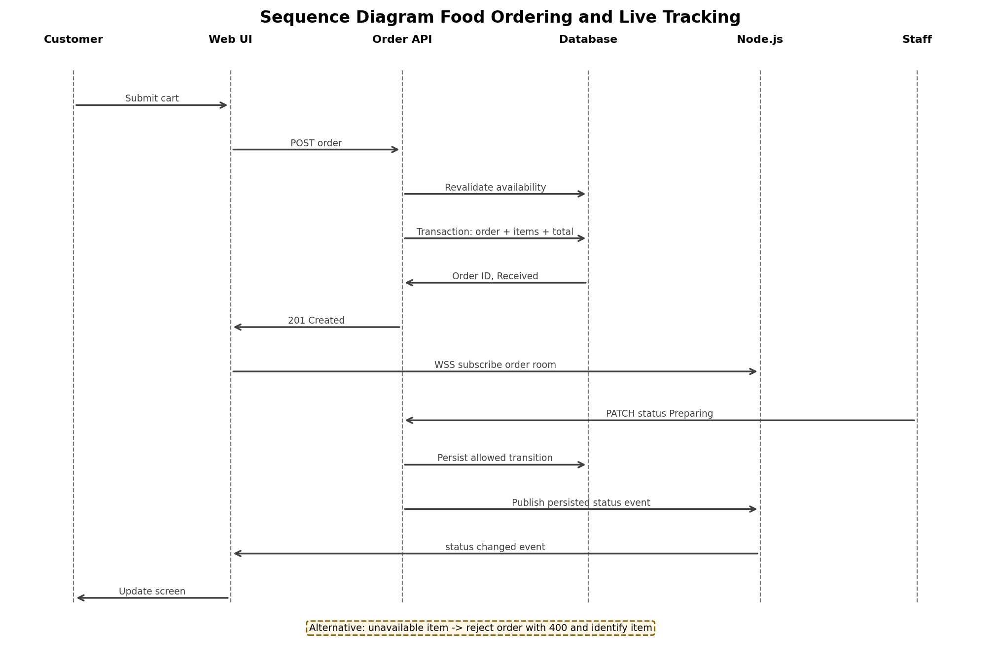 Sequence Diagram Food Ordering and Live Tracking
Customer Web UI Order API Database Node.js Staff
Submit cart
POST order
Revalidate availability
Transaction: order + items + total
Order ID, Received
201 Created
WSS subscribe order room
PATCH status Preparing
Persist allowed transition
Publish persisted status event
status changed event
Update screen
Alternative: unavailable item -> reject order with 400 and identify item